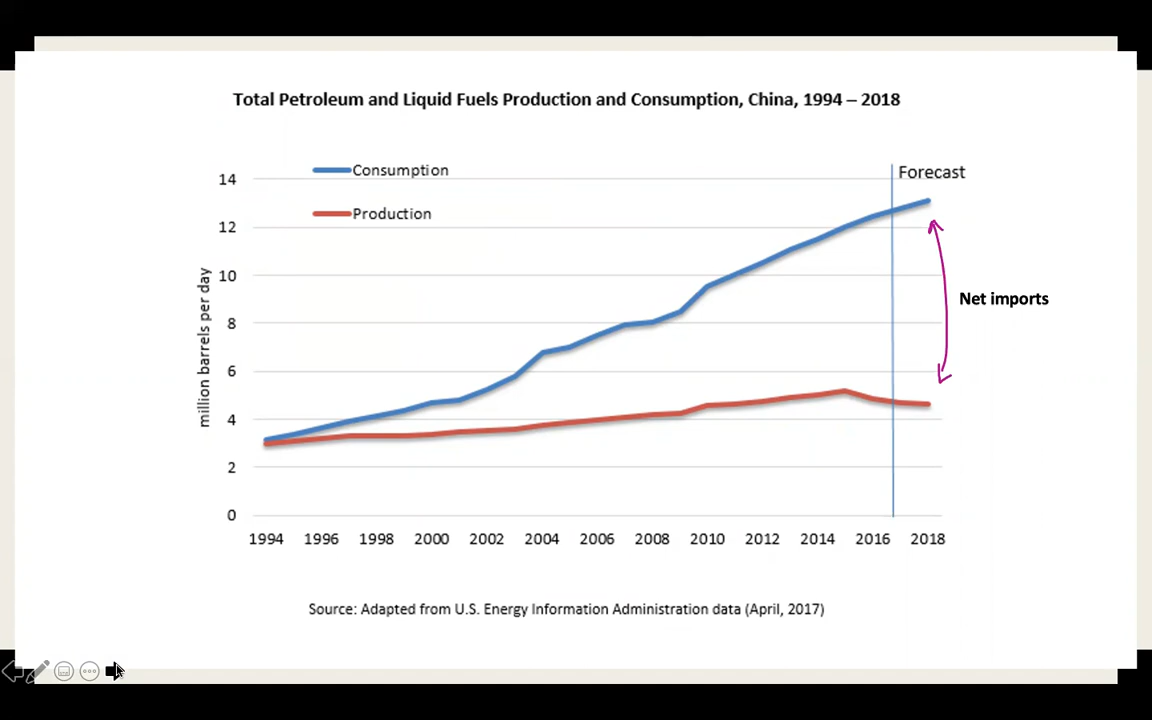 Total Petroleum and Liquid Fuels Production and Consumption, China, 1994 – 2018
Consumption
Production
Forecast
million barrels per day
14
12
10
8
6
4
2
0
Net imports
1994 1996 1998 2000 2002 2004 2006 2008 2010 2012 2014 2016 2018
Source: Adapted from U.S. Energy Information Administration data (April, 2017)